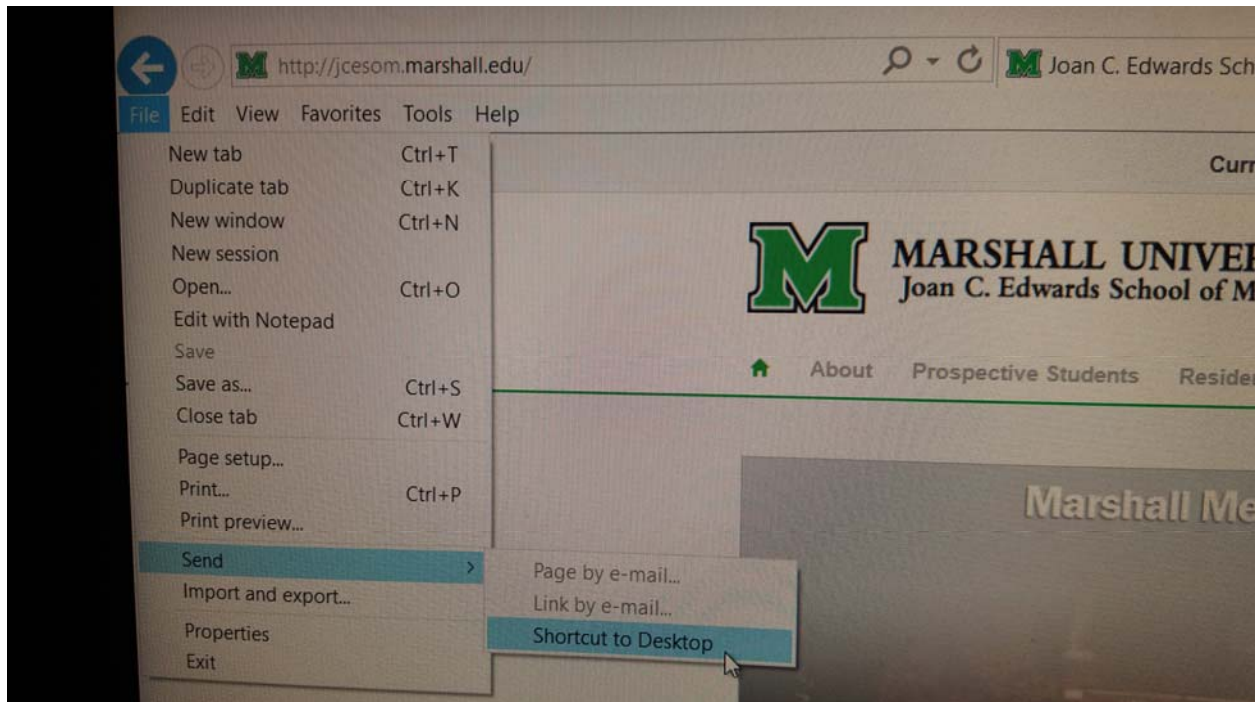 http://jcesom.marshall.edu/
Joan C. Edwards Sch
File Edit View Favorites Tools Help
New tab Ctrl+T
Duplicate tab Ctrl+K
New window Ctrl+N
New session
Open... Ctrl+O
Edit with Notepad
Save
Save as... Ctrl+S
Close tab Ctrl+W
Page setup...
Print... Ctrl+P
Print preview...
Send
Import and export...
Properties
Exit
Page by e-mail...
Link by e-mail...
Shortcut to Desktop
Curr
M
MARSHALL UNIVE
Joan C. Edwards School of M
About Prospective Students Reside
Marshall Me